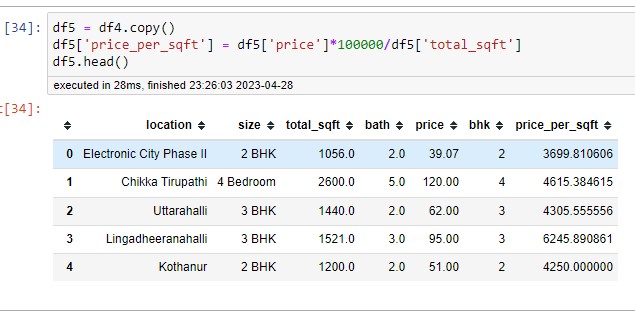 [34]: df5 = df4.copy()
df5['price_per_sqft'] = df5['price']*100000/df5['total_sqft']
df5.head()
executed in 28ms, finished 23:26:03 2023-04-28
t[34]:
location size total_sqft bath price bhk price_per_sqft
0 Electronic City Phase II 2 BHK 1056.0 2.0 39.07 2 3699.810606
1 Chikka Tirupathi 4 Bedroom 2600.0 5.0 120.00 4 4615.384615
2 Uttarahalli 3 BHK 1440.0 2.0 62.00 3 4305.555556
3 Lingadheeranahalli 3 BHK 1521.0 3.0 95.00 3 6245.890861
4 Kothanur 2 BHK 1200.0 2.0 51.00 2 4250.000000